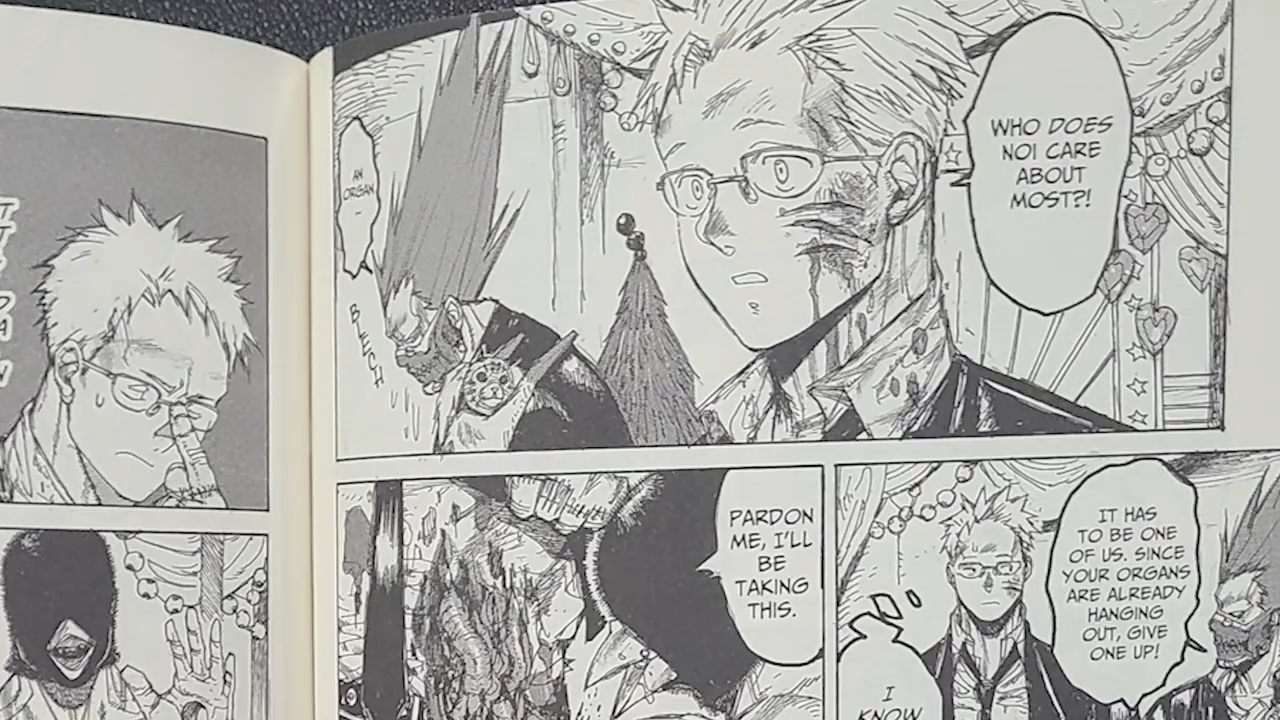 AN
ORGAN
...
BLECH
WHO DOES
NOI CARE
ABOUT
MOST?!
PARDON
ME, I'LL
BE
TAKING
THIS.
IT HAS
TO BE ONE
OF US. SINCE
YOUR ORGANS
ARE ALREADY
HANGING
OUT, GIVE
ONE UP!
I
KNOW